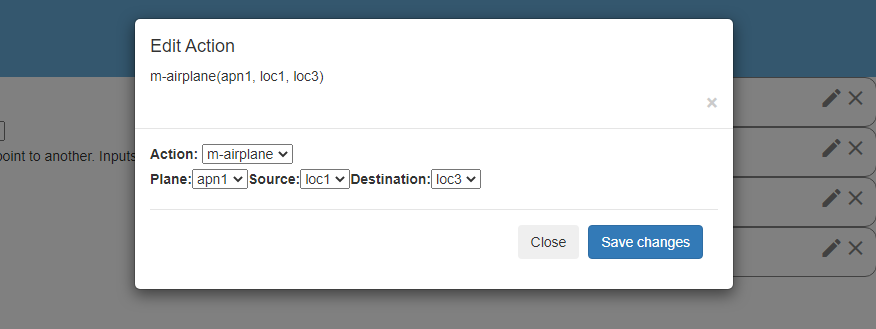 Edit Action
m-airplane(apn1, loc1, loc3)
×
oint to another. Inputs
Action: m-airplane
Plane: apn1 Source: loc1 Destination: loc3
Close Save changes